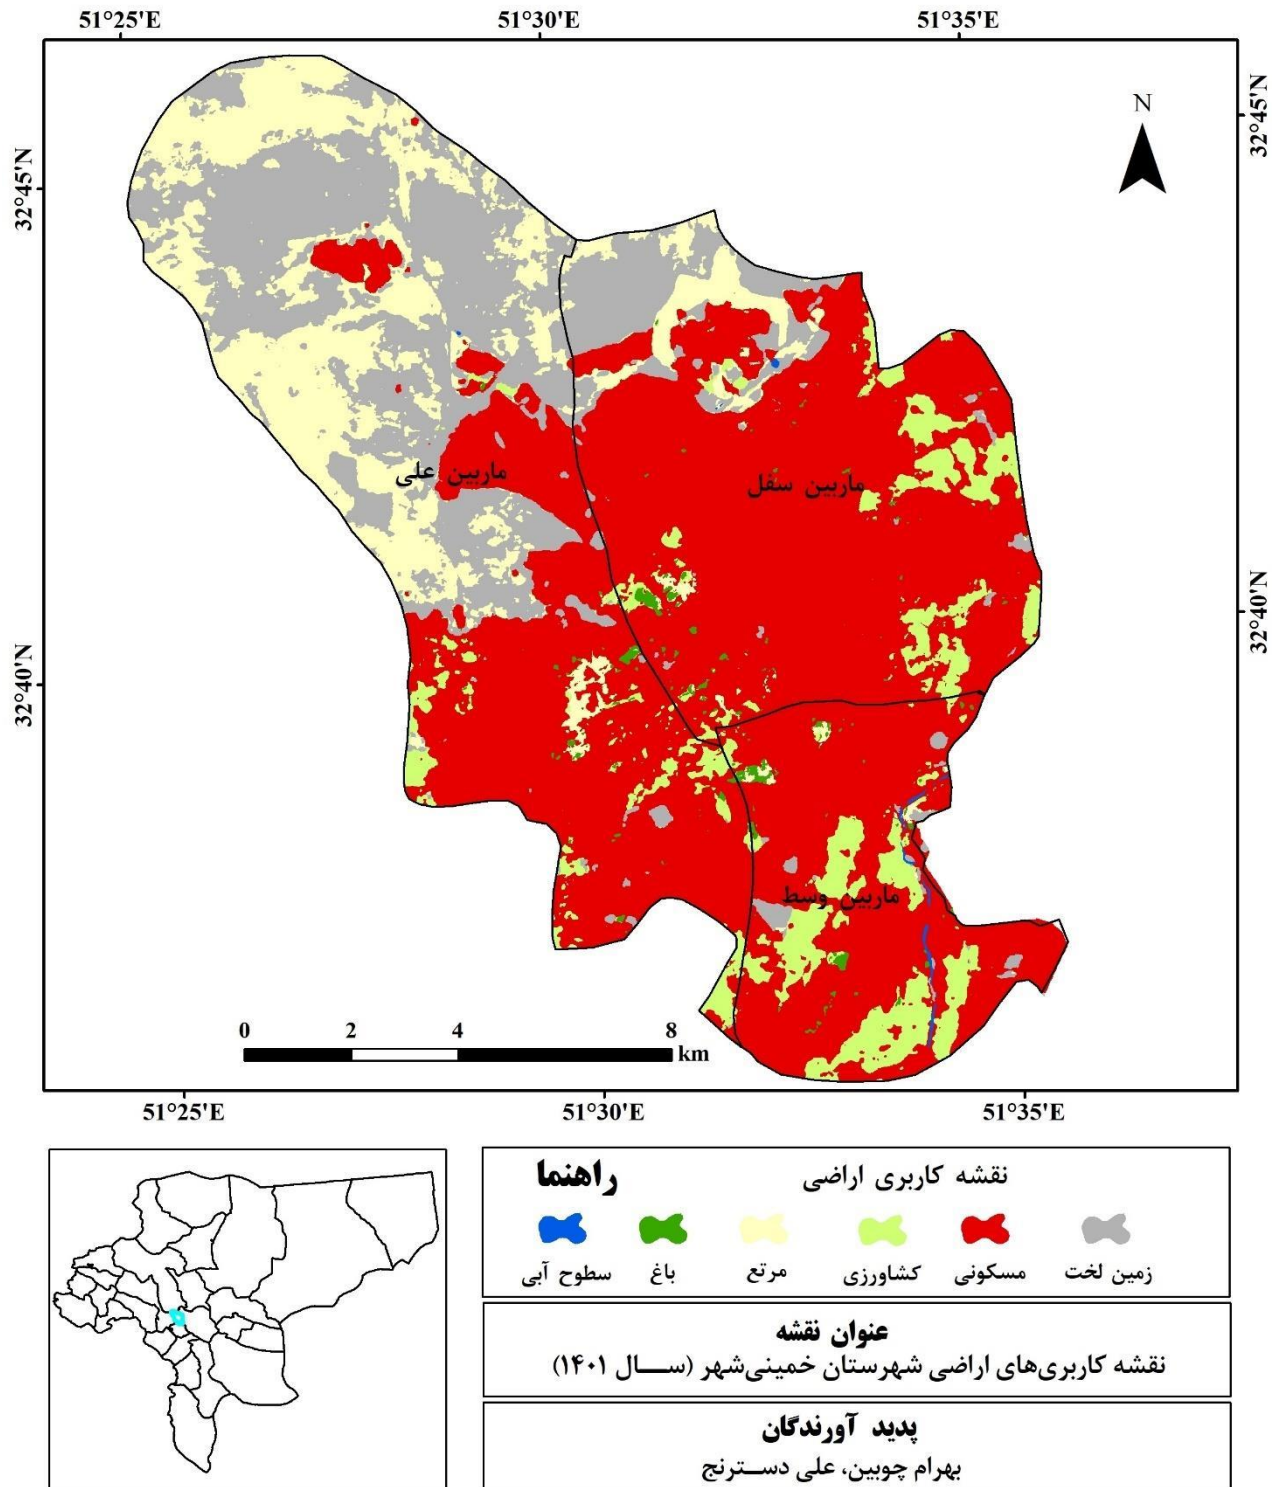 51°25'E 51°30'E 51°35'E
N
32°45'N
32°45'N
ماربین علی
ماربین سفل
32°40'N
32°40'N
ماربین وسط
0 2 4 8
km
51°25'E 51°30'E 51°35'E
نقشه کاربری اراضی راهنما
زمین لخت مسکونی کشاورزی مرتع باغ سطوح آبی
عنوان نقشه
نقشه کاربری‌های اراضی شهرستان خمینی‌شهر (ســـال ۱۴۰۱)
پدید آورندگان
بهرام چوبین، علی دســترنج